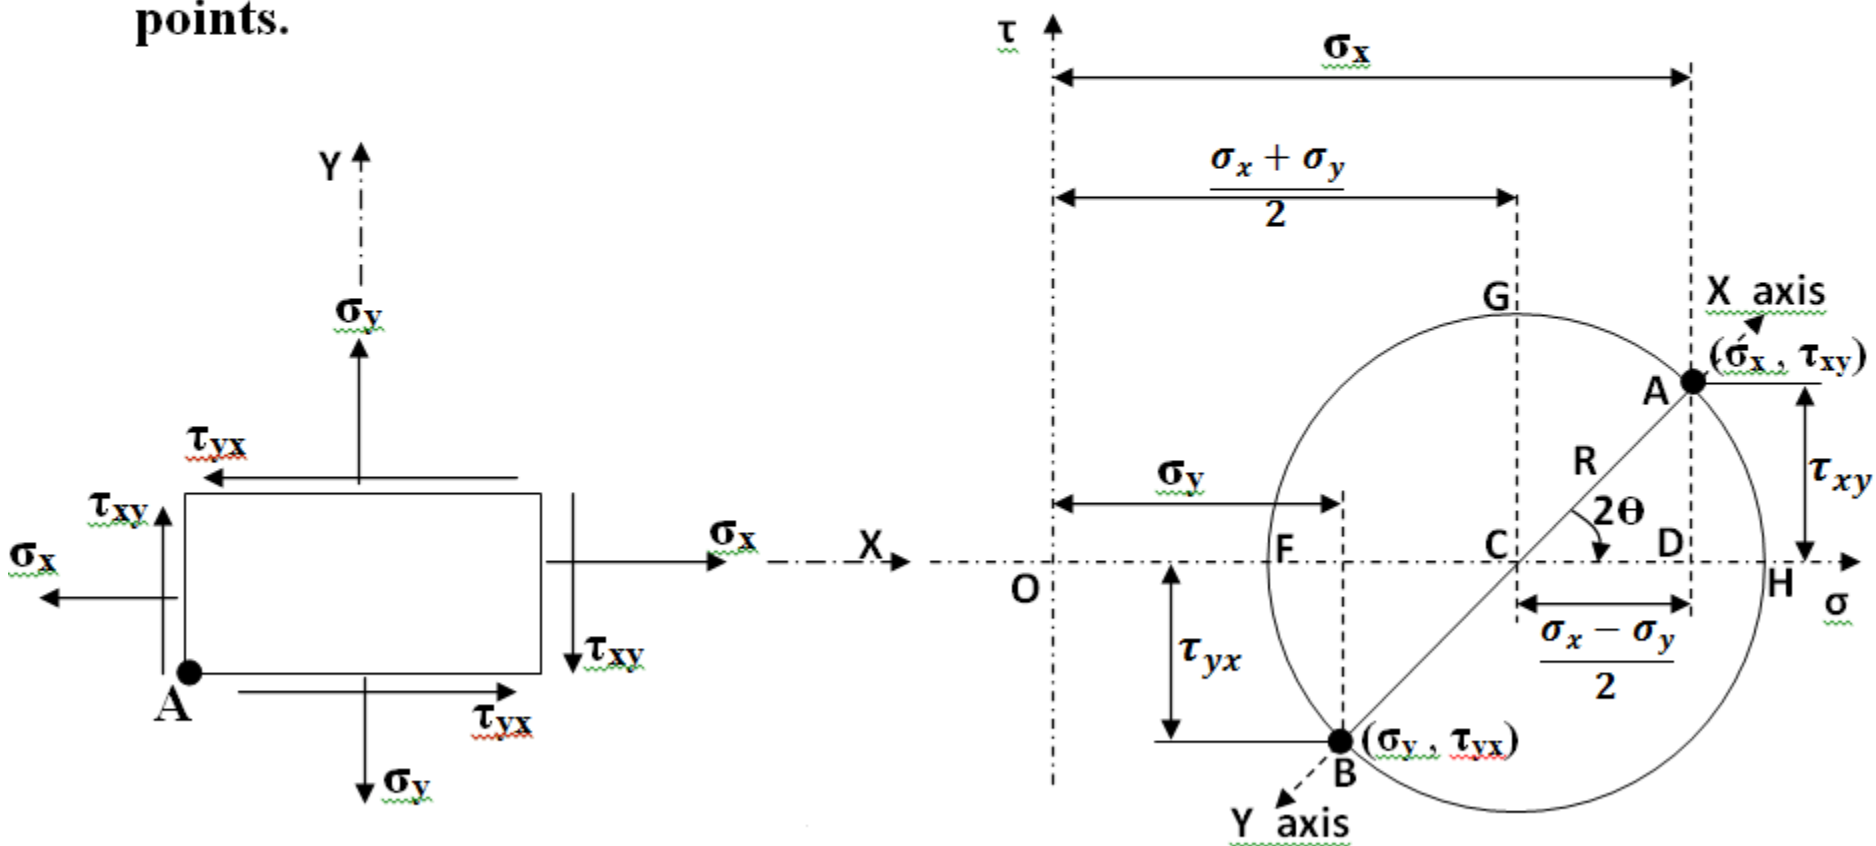 points.
τ
σx
Y
σx + σy
2
σy
G
X axis
(σx , τxy)
A
τyx
R
τxy
σy
τxy
2θ
σx
σx
X
F
C
D
O
H
σ
τxy
τyx
σx − σy
2
A
τyx
(σy , τyx)
σy
B
Y axis